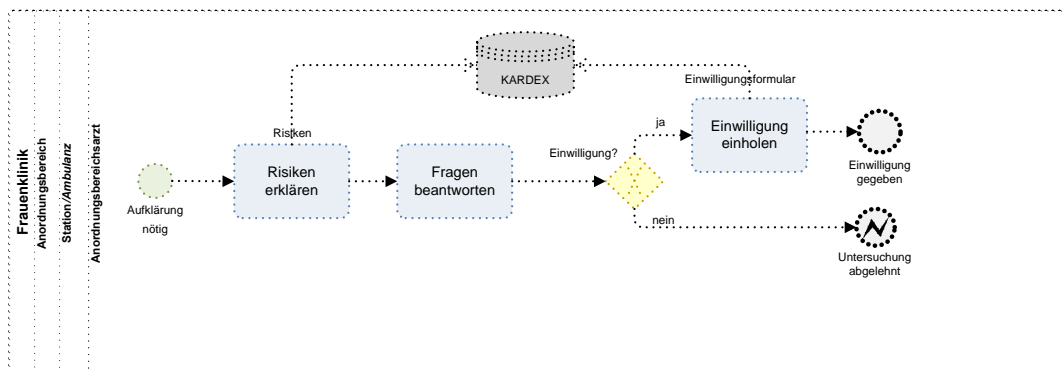 Frauenklinik
Anordnungsbereich
Station/Ambulanz
Anordnungsbereichsarzt
Aufklärung
nötig
Risiken
Risiken
erklären
Fragen
beantworten
KARDEX
Einwilligung?
ja
nein
Einwilligungsformular
Einwilligung
einholen
Einwilligung
gegeben
Untersuchung
abgelehnt